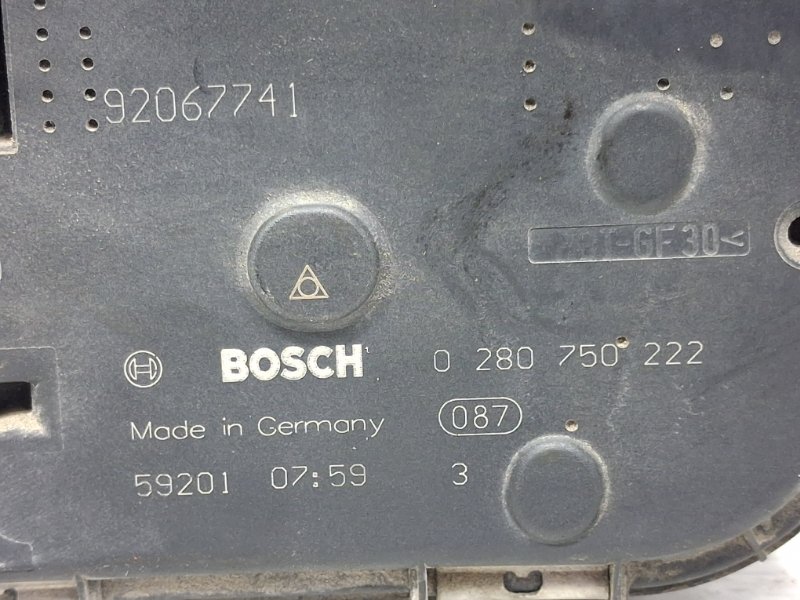 92067741
GF30<
BOSCH 0 280 750 222
Made in Germany 087
59201 07:59 3